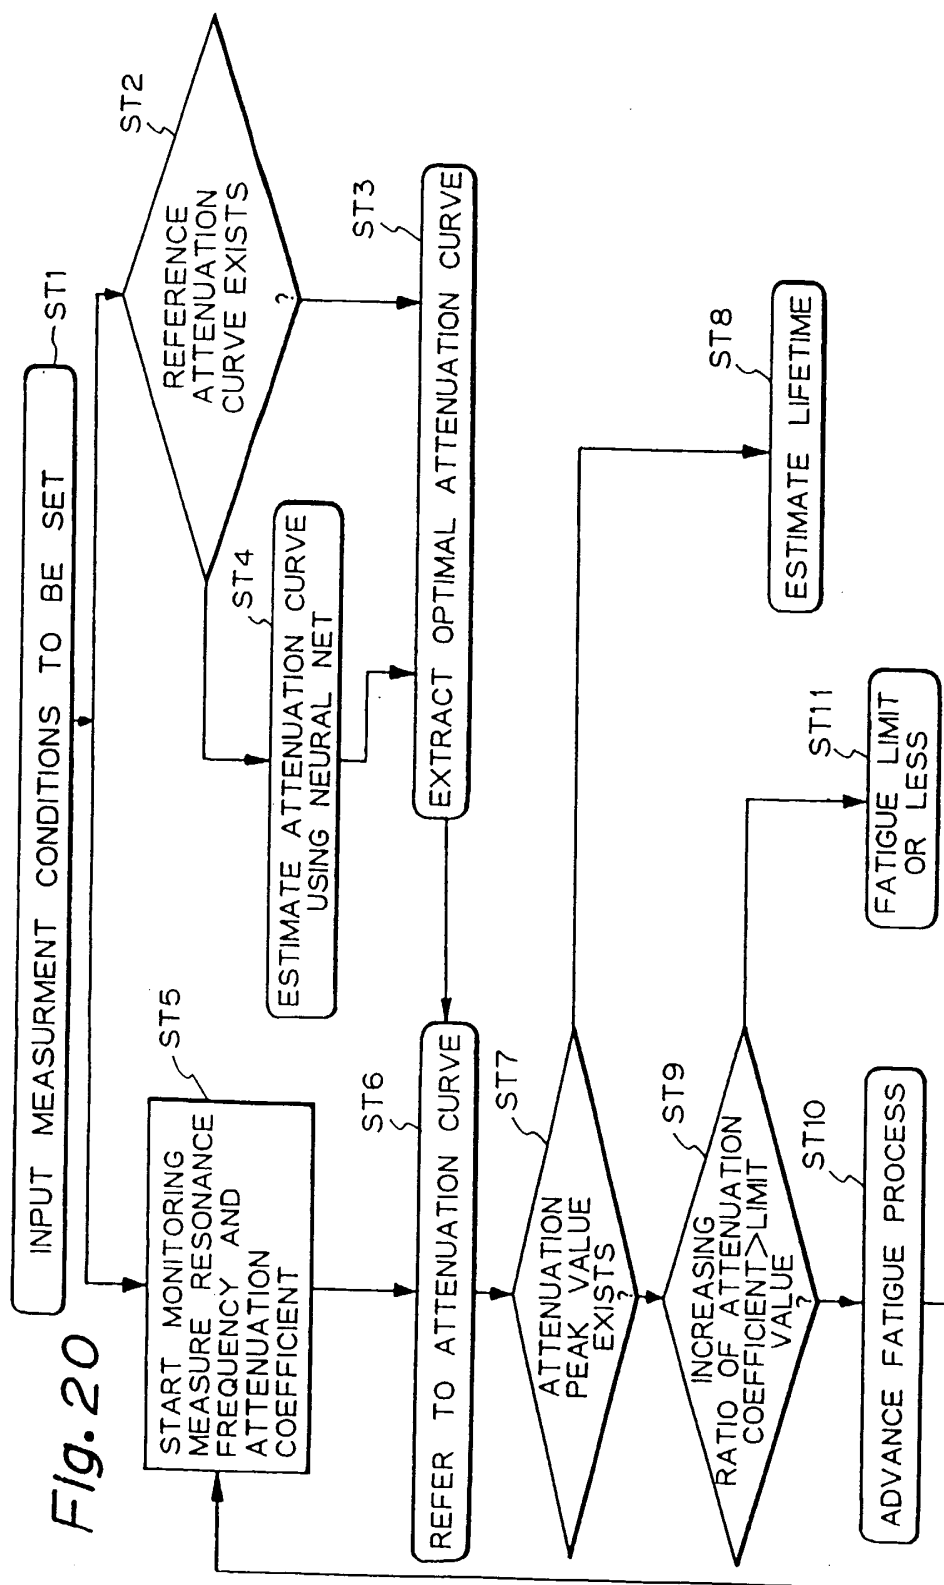 Fig. 20
INPUT MEASURMENT CONDITIONS TO BE SET
ST1
START MONITORING
MEASURE RESONANCE
FREQUENCY AND
ATTENUATION
COEFFICIENT
ST5
REFERENCE
ATTENUATION
CURVE EXISTS
?
ST2
ESTIMATE ATTENUATION CURVE
USING NEURAL NET
ST4
EXTRACT OPTIMAL ATTENUATION CURVE
ST3
REFER TO ATTENUATION CURVE
ST6
ATTENUATION
PEAK VALUE
EXISTS
?
ST7
ESTIMATE LIFETIME
ST8
INCREASING
RATIO OF ATTENUATION
COEFFICIENT>LIMIT
VALUE
?
ST9
FATIGUE LIMIT
OR LESS
ST11
ADVANCE FATIGUE PROCESS
ST10